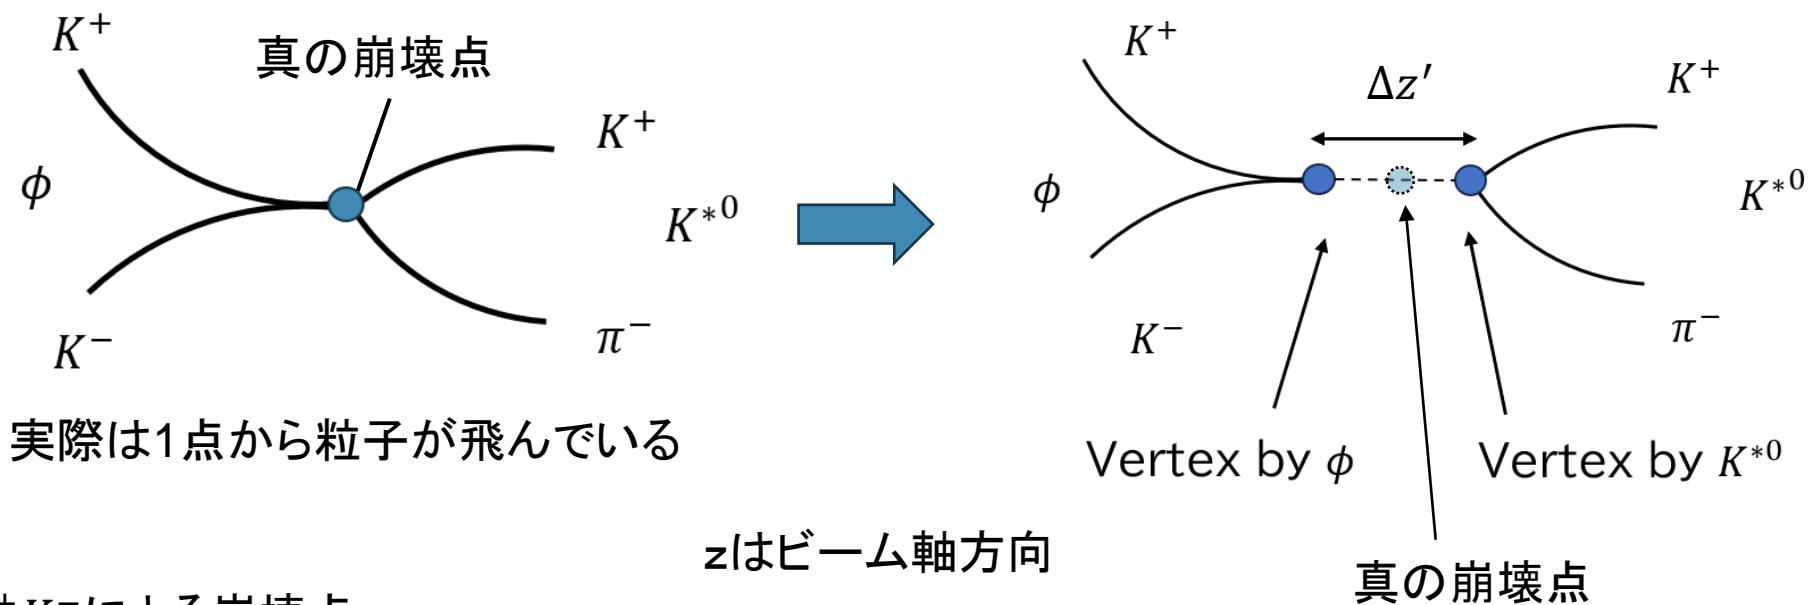 K⁺
真の崩壊点
K⁺
ϕ
K*⁰
K⁻
π⁻
実際は1点から粒子が飛んでいる
K⁺
Δz′
K⁺
ϕ
K*⁰
K⁻
π⁻
Vertex by ϕ
Vertex by K*⁰
zはビーム軸方向
真の崩壊点